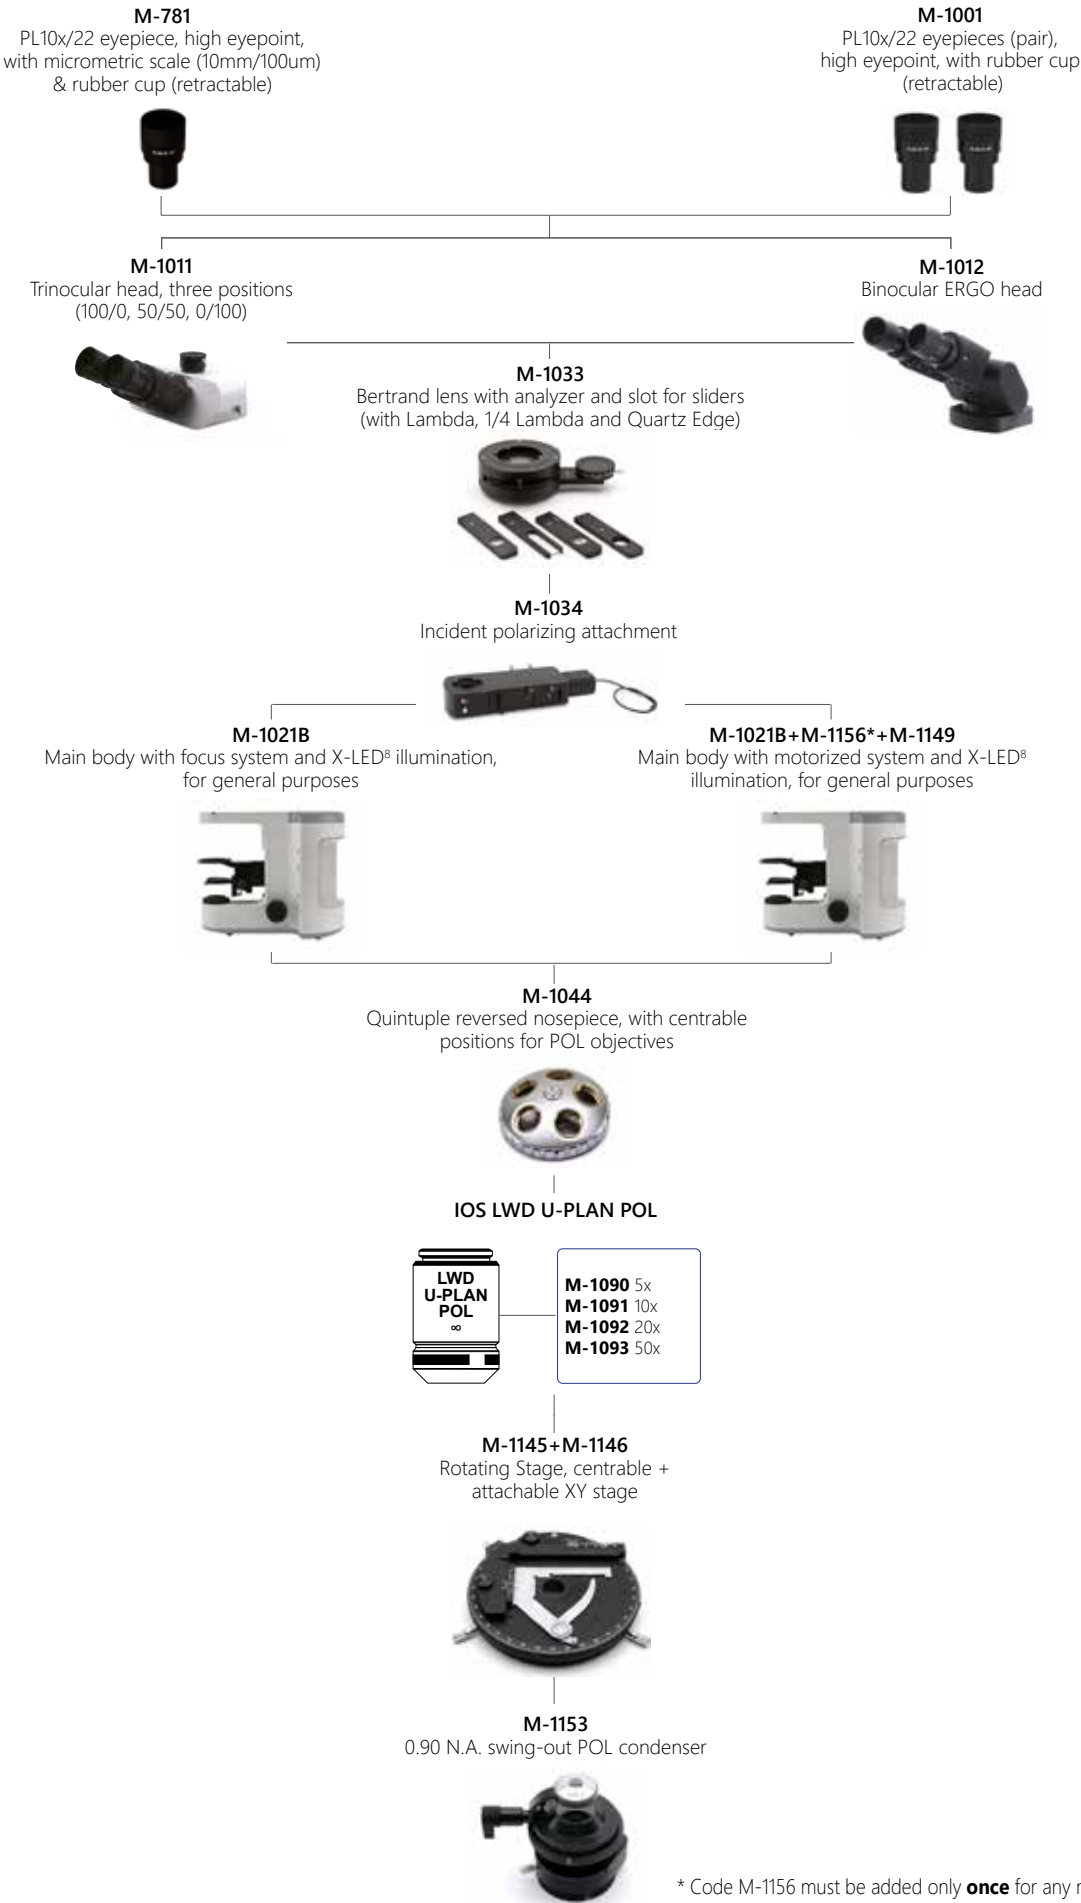 M-781
PL10x/22 eyepiece, high eyepoint,
with micrometric scale (10mm/100um)
& rubber cup (retractable)
M-1001
PL10x/22 eyepieces (pair),
high eyepoint, with rubber cup
(retractable)
M-1011
Trinocular head, three positions
(100/0, 50/50, 0/100)
M-1012
Binocular ERGO head
M-1033
Bertrand lens with analyzer and slot for sliders
(with Lambda, 1/4 Lambda and Quartz Edge)
M-1034
Incident polarizing attachment
M-1021B
Main body with focus system and X-LED⁸ illumination,
for general purposes
M-1021B+M-1156*+M-1149
Main body with motorized system and X-LED⁸
illumination, for general purposes
M-1044
Quintuple reversed nosepiece, with centrable
positions for POL objectives
IOS LWD U-PLAN POL
LWD
U-PLAN
POL
∞
M-1090 5x
M-1091 10x
M-1092 20x
M-1093 50x
M-1145+M-1146
Rotating Stage, centrable +
attachable XY stage
M-1153
0.90 N.A. swing-out POL condenser
* Code M-1156 must be added only once for any